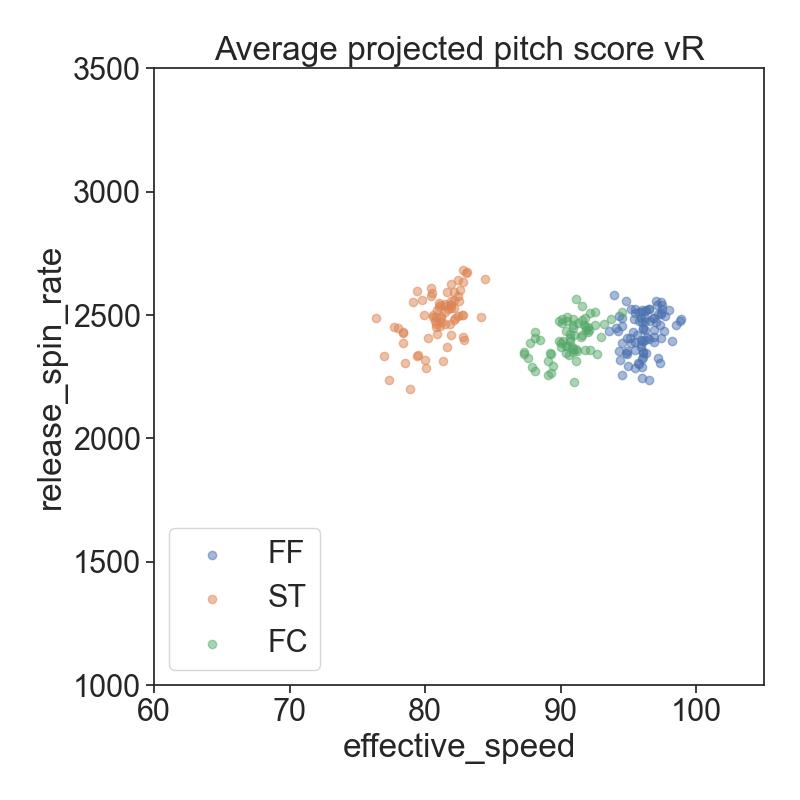 Average projected pitch score vR
3500
3000
2500
2000
1500
1000
release_spin_rate
FF
ST
FC
60 70 80 90 100
effective_speed